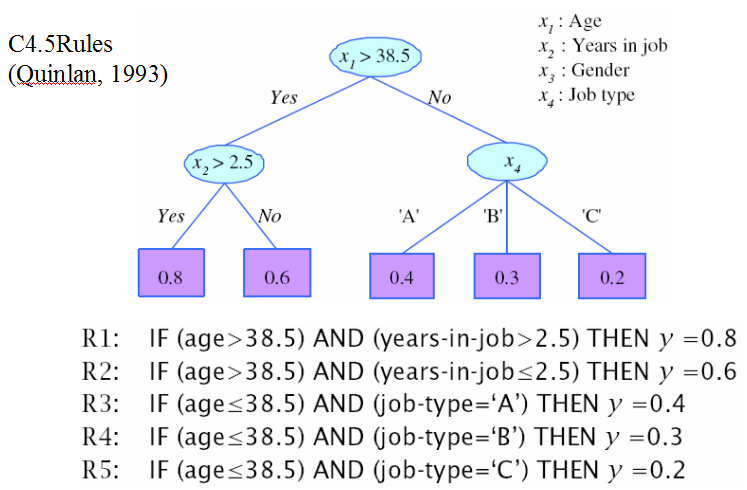 C4.5Rules
(Quinlan, 1993)
x₁ : Age
x₂ : Years in job
x₃ : Gender
x₄ : Job type
x₁ > 38.5
Yes
No
x₂ > 2.5
x₄
Yes
No
'A'
'B'
'C'
0.8
0.6
0.4
0.3
0.2
R1: IF (age>38.5) AND (years-in-job>2.5) THEN y =0.8
R2: IF (age>38.5) AND (years-in-job≤2.5) THEN y =0.6
R3: IF (age≤38.5) AND (job-type=‘A’) THEN y =0.4
R4: IF (age≤38.5) AND (job-type=‘B’) THEN y =0.3
R5: IF (age≤38.5) AND (job-type=‘C’) THEN y =0.2